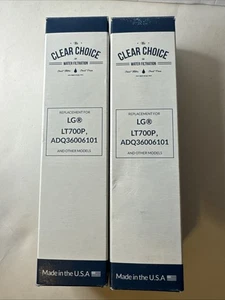 CLEAR CHOICE
WATER FILTRATION
REPLACEMENT FOR
LG®
LT700P,
ADQ36006101
AND OTHER MODELS
Made in the U.S.A
CLEAR CHOICE
WATER FILTRATION
REPLACEMENT FOR
LG®
LT700P,
ADQ36006101
AND OTHER MODELS
Made in the U.S.A